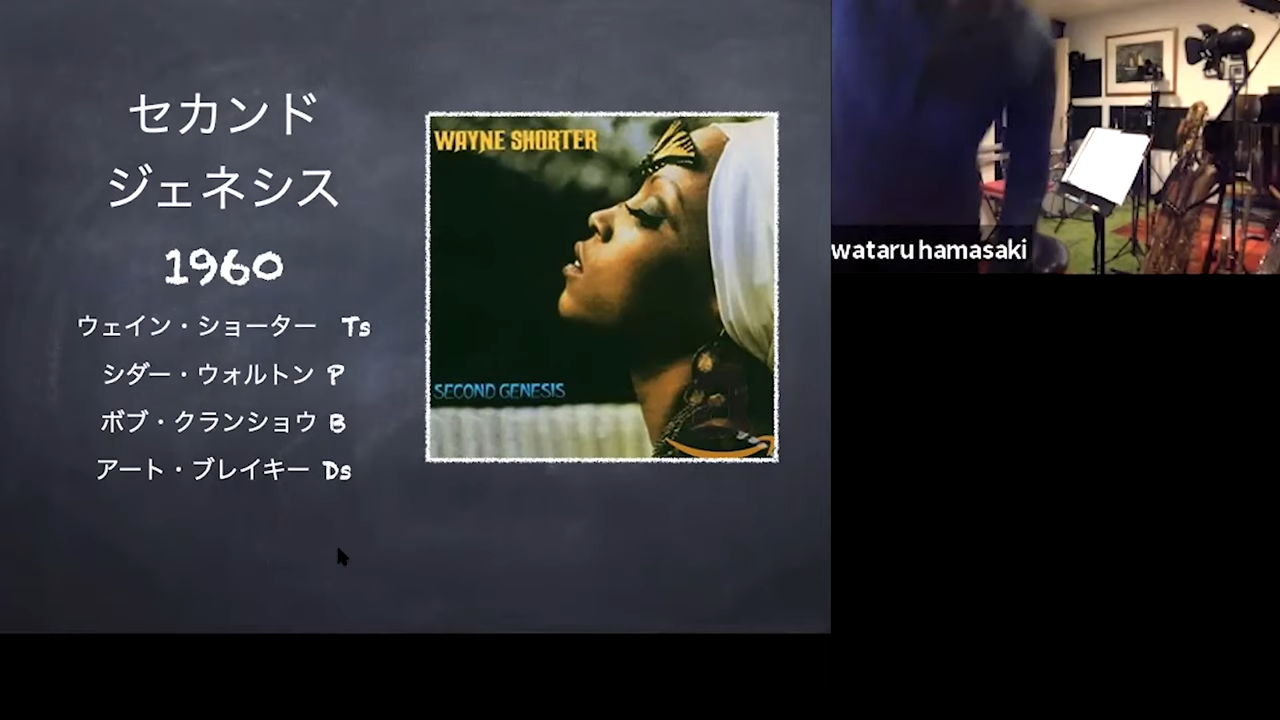 セカンド
ジェネシス
1960
ウェイン・ショーター Ts
シダー・ウォルトン P
ボブ・クランショウ B
アート・ブレイキー Ds
WAYNE SHORTER
SECOND GENESIS
wataru hamasaki